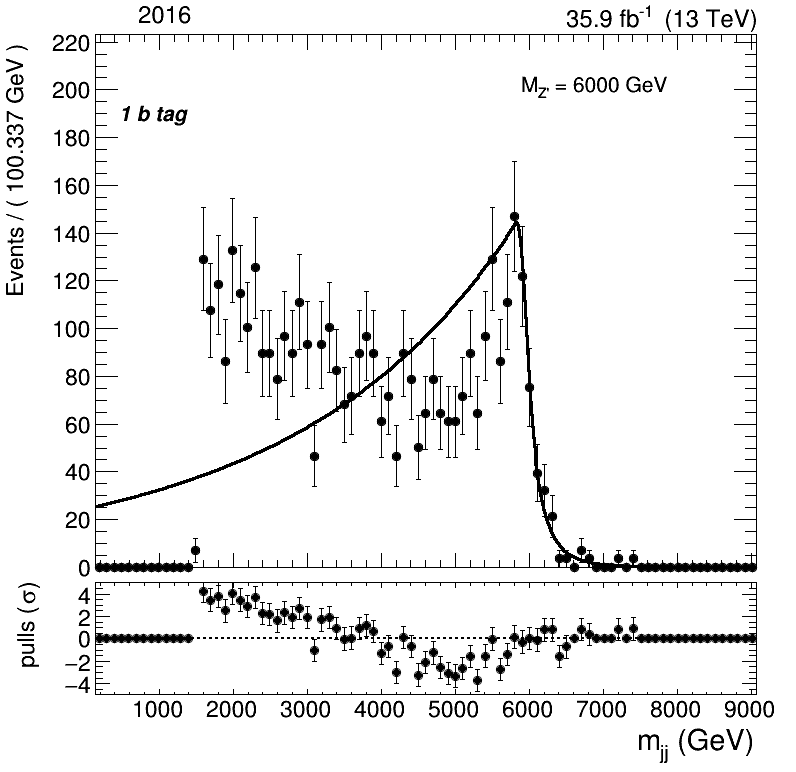 2016
35.9 fb⁻¹ (13 TeV)
Events / ( 100.337 GeV )
220
200
180
160
140
120
100
80
60
40
20
0
M_Z' = 6000 GeV
1 b tag
pulls (σ)
4
2
0
−2
−4
1000 2000 3000 4000 5000 6000 7000 8000 9000
m_jj (GeV)